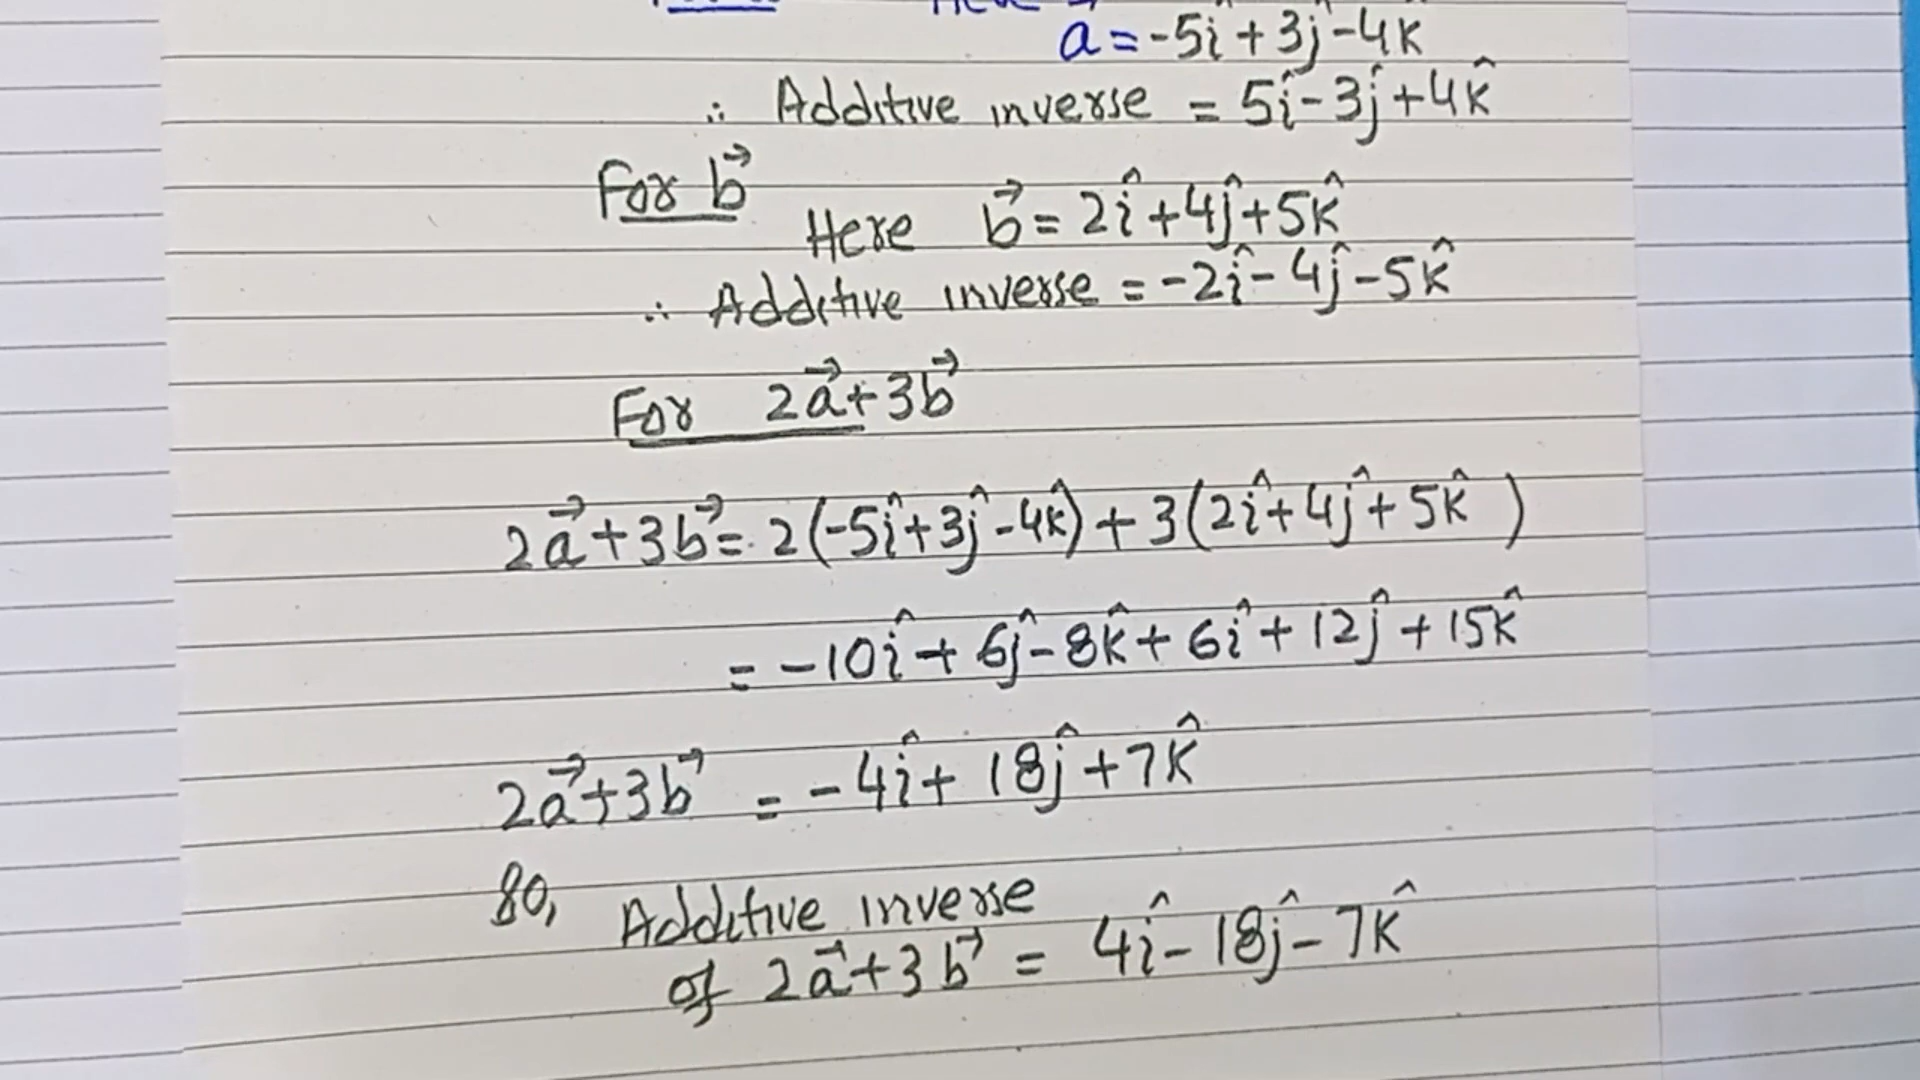 a = -5î + 3ĵ - 4k
∴ Additive inverse = 5î - 3ĵ + 4k̂
For b⃗
Here b⃗ = 2î + 4ĵ + 5k̂
∴ Additive inverse = -2î - 4ĵ - 5k̂
For 2a⃗ + 3b⃗
2a⃗ + 3b⃗ = 2(-5î + 3ĵ - 4k̂) + 3(2î + 4ĵ + 5k̂)
= -10î + 6ĵ - 8k̂ + 6î + 12ĵ + 15k̂
2a⃗ + 3b⃗ = -4î + 18ĵ + 7k̂
So, Additive inverse
of 2a⃗ + 3b⃗ = 4î - 18ĵ - 7k̂